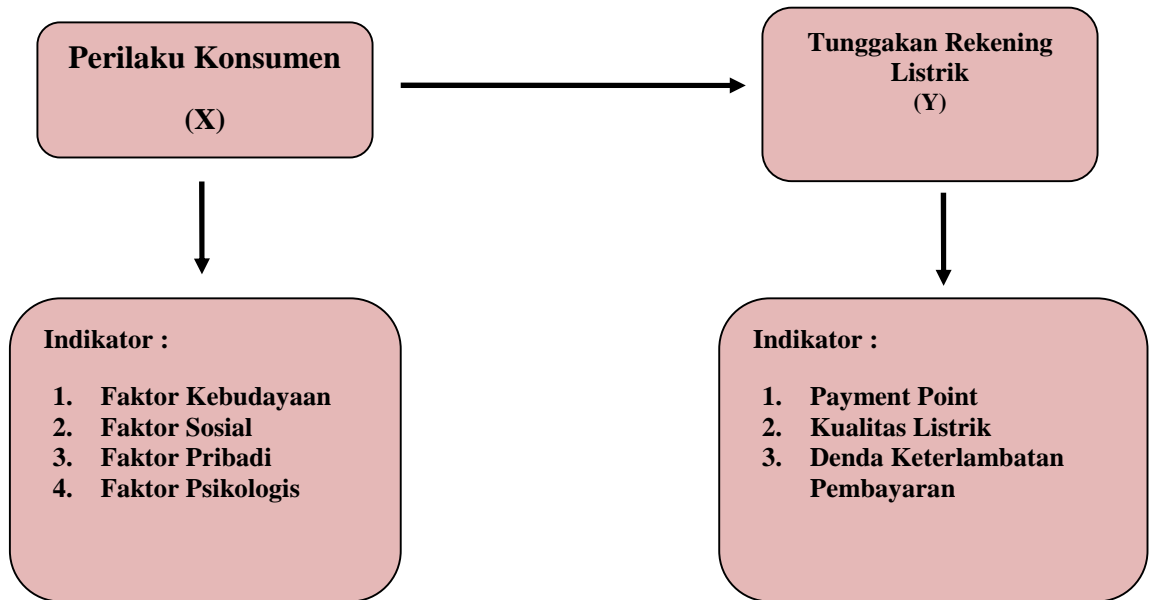 Perilaku Konsumen
(X)
Tunggakan Rekening
Listrik
(Y)
Indikator :
1. Faktor Kebudayaan
2. Faktor Sosial
3. Faktor Pribadi
4. Faktor Psikologis
Indikator :
1. Payment Point
2. Kualitas Listrik
3. Denda Keterlambatan
Pembayaran